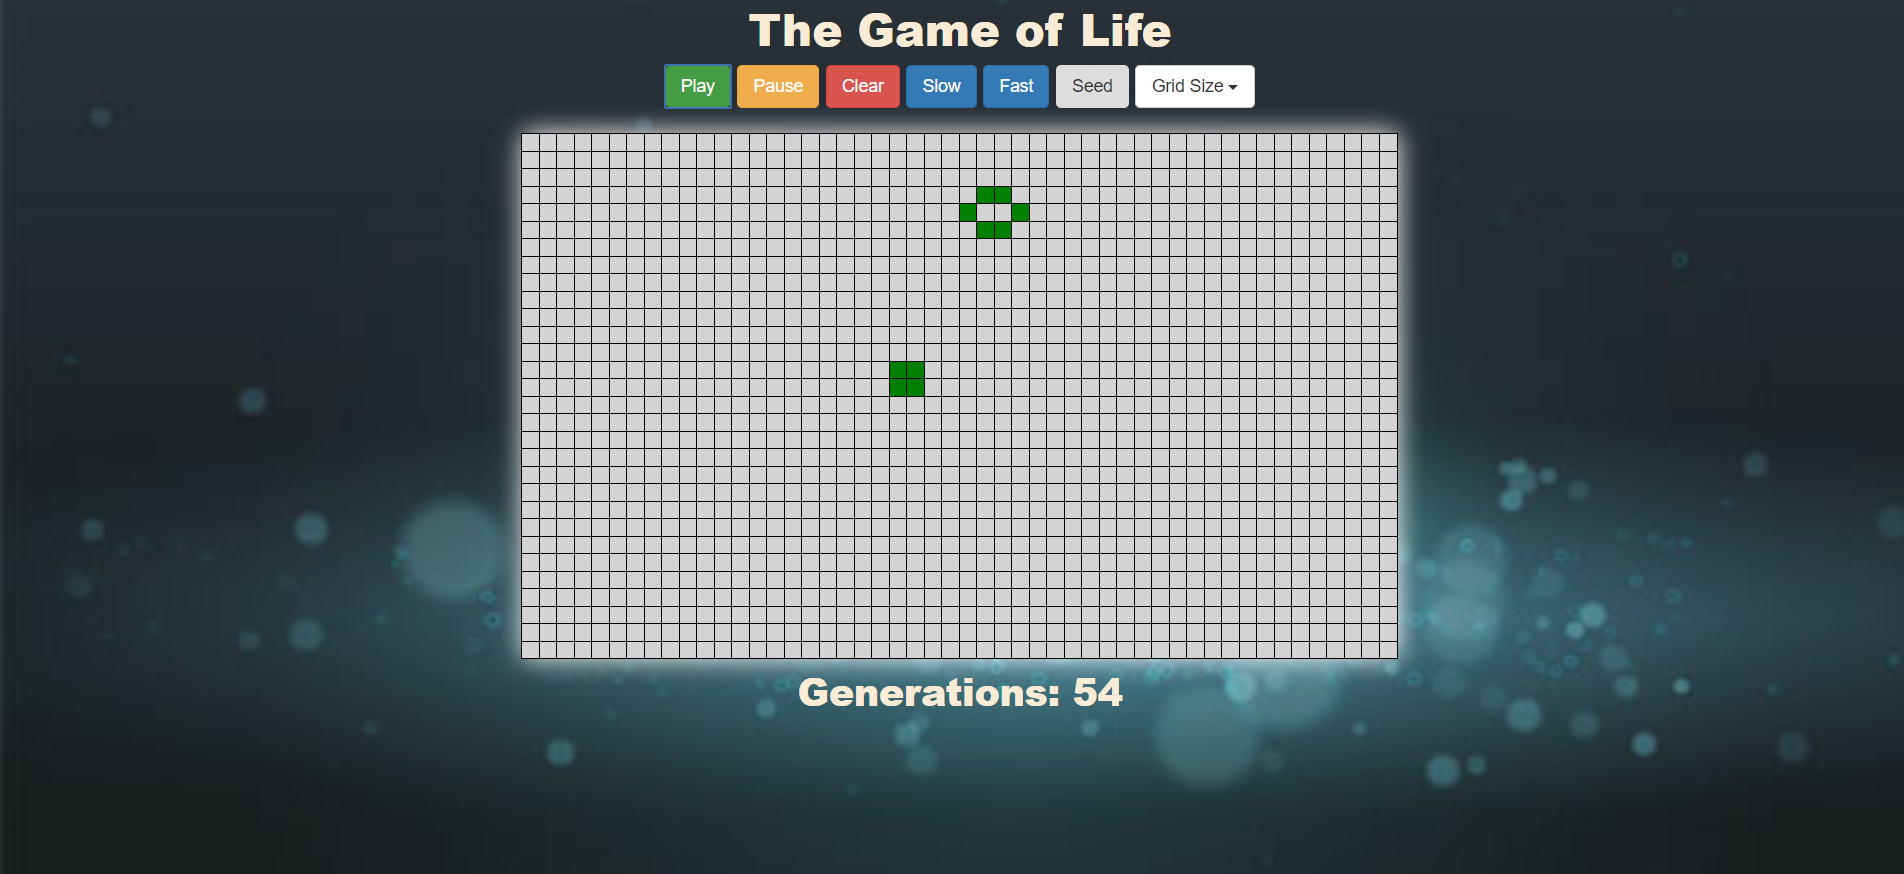 The Game of Life
Play Pause Clear Slow Fast Seed Grid Size
Generations: 54